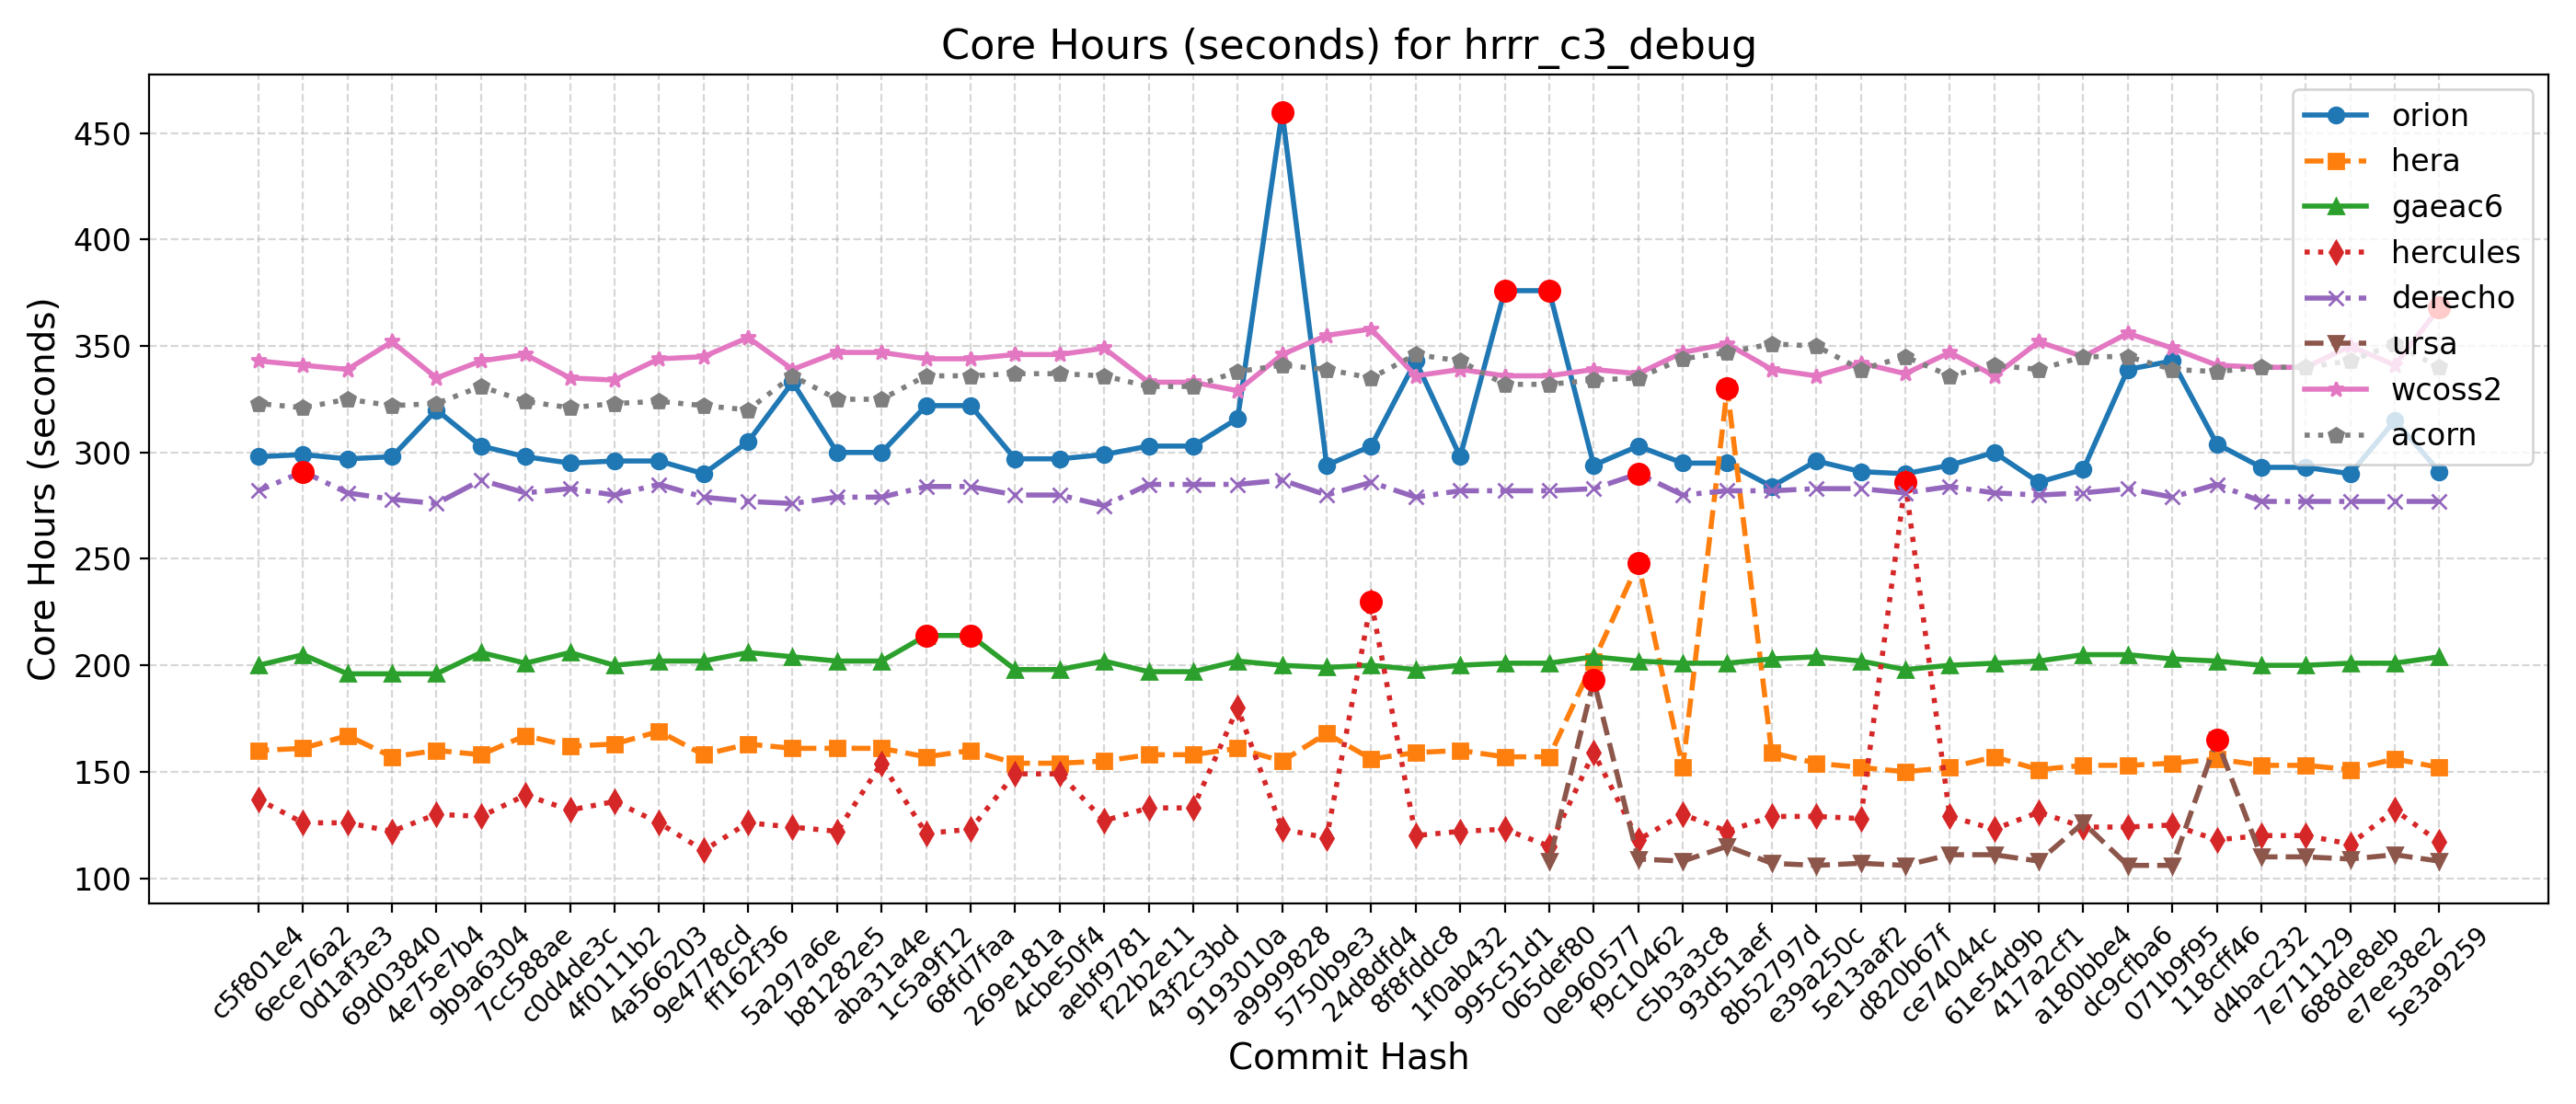 Core Hours (seconds) for hrrr_c3_debug
Core Hours (seconds)
450
400
350
300
250
200
150
100
orion
hera
gaeac6
hercules
derecho
ursa
wcoss2
acorn
c5f801e4
6ece76a2
0d1af3e3
69d03840
4e75e7b4
9b9a6304
7cc588ae
c0d4de3c
4f0111b2
4a566203
9e4778cd
ff162f36
5a297a6e
b81282e5
aba31a4e
1c5a9f12
68fd7faa
269e181a
4cbe50f4
aebf9781
f22b2e11
43f2c3bd
9193010a
a9999828
5750b9e3
24d8dfd4
8f8fddc8
1f0ab432
995c51d1
065def80
0e960577
f9c10462
c5b3a3c8
93d51aef
8b52797d
e39a250c
5e13aaf2
d820b67f
ce74044c
61e54d9b
417a2cf1
a180bbe4
dc9cfba6
071b9f95
118cff46
d4bac232
7e711129
688de8eb
e7ee38e2
5e3a9259
Commit Hash